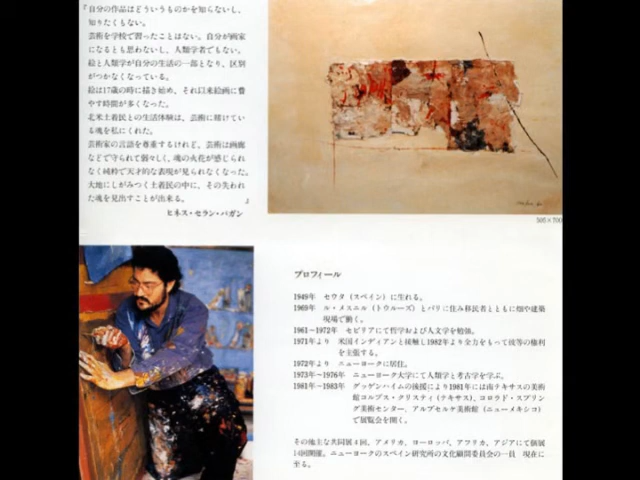 『自分の作品はどういうものかを知らないし、
知りたくもない。
芸術を学校で習ったことはない。自分が画家
になるとも思わないし、人類学者でもない。
絵と人類学が自分の生活の一部となり、区別
がつかなくなっている。
絵は17歳の時に描き始め、それ以来絵画に費
やす時間が多くなった。
北米土着民との生活体験は、芸術に賭けてい
る魂を私にくれた。
芸術家の言語を尊重するけれど、芸術は画廊
などで守られて弱々しく、魂の火花が感じられ
なく純粋で天才的な表現が見られなくなった。
大地にしがみつく土着民の中に、その失われ
た魂を見出すことが出来る。』
ヒネス・セラン・パガン
500×700
プロフィール
1949年 セウタ（スペイン）に生れる。
1969年 ル・メスニル（トウルーズ）とパリに住み移民者とともに畑や建築
現場で働く。
1961～1972年 セビリアにて哲学および人文学を勉強。
1971年より 米国インディアンと接触し1982年より全力をもって彼等の権利
を主張する。
1972年より ニューヨークに居住。
1973年～1976年 ニューヨーク大学にて人類学と考古学を学ぶ。
1981年～1983年 グッゲンハイムの後援により1981年には南テキサスの美術
館コルプス・クリスティ（テキサス）、コロラド・スプリン
グ美術センター、アルブセルケ美術館（ニューメキシコ）
で展覧会を開く。
その他主な共同展4回、アメリカ、ヨーロッパ、アフリカ、アジアにて個展
14回開催。ニューヨークのスペイン研究所の文化顧問委員会の一員 現在に
至る。